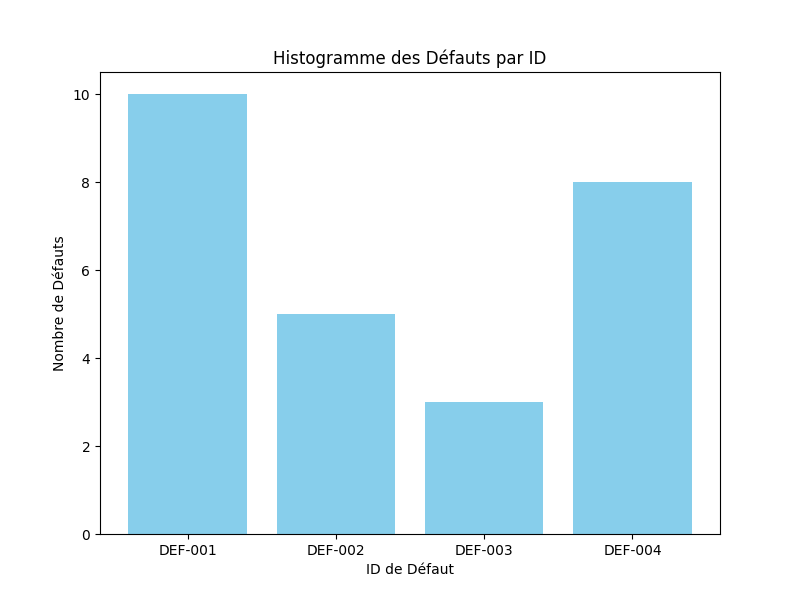 Histogramme des Défauts par ID
Nombre de Défauts
10
8
6
4
2
0
DEF-001 DEF-002 DEF-003 DEF-004
ID de Défaut